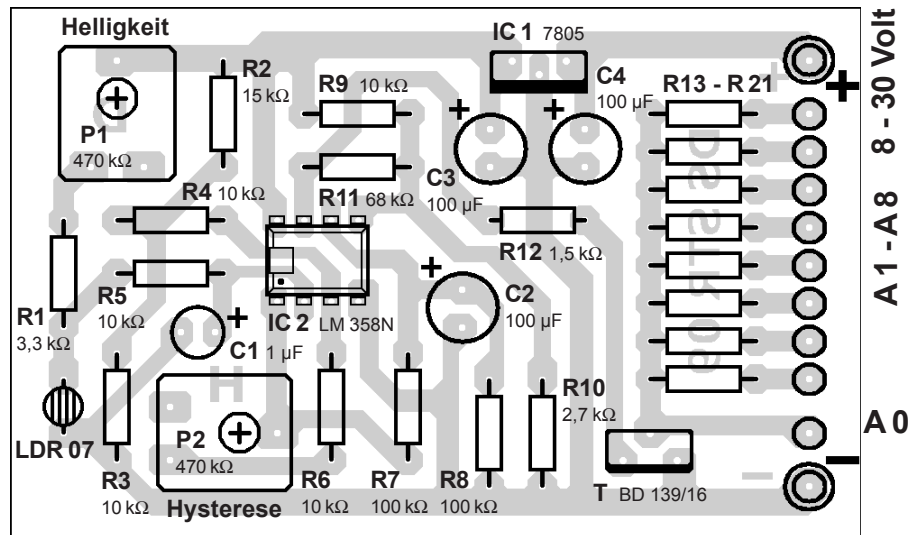 Helligkeit
P1
470 kΩ
R2
15 kΩ
R9 10 kΩ
R11 68 kΩ
IC 1 7805
C4
100 µF
C3
100 µF
R13 - R 21
+
8 - 30 Volt
R4 10 kΩ
R5
10 kΩ
R1
3,3 kΩ
IC 2 LM 358N
C1 1 µF
+
C2
100 µF
+
+
+
R12 1,5 kΩ
DS SLR 06
A 1 - A 8
H
LDR 07
R3
10 kΩ
P2
470 kΩ
Hysterese
R6
10 kΩ
R7
100 kΩ
R8
100 kΩ
R10
2,7 kΩ
T BD 139/16
A 0
–